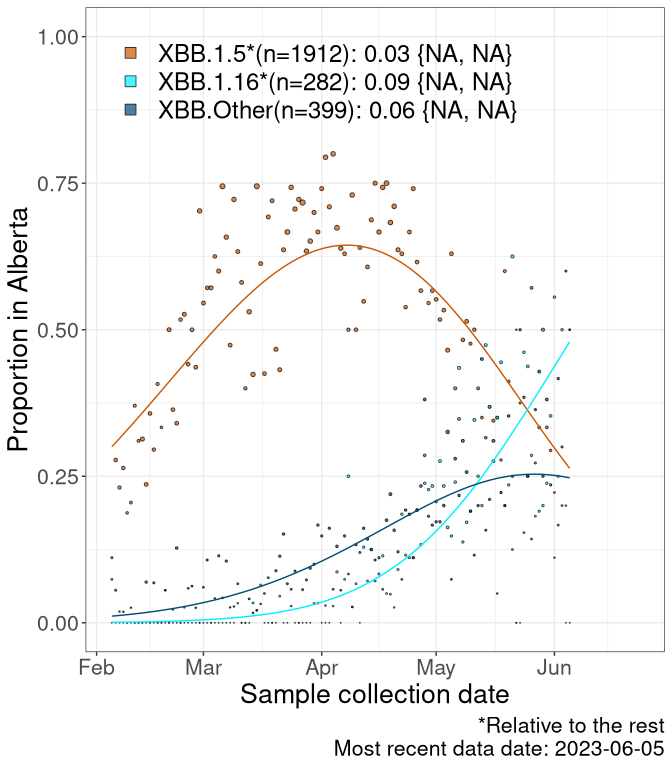 1.00
XBB.1.5*(n=1912): 0.03 {NA, NA}
XBB.1.16*(n=282): 0.09 {NA, NA}
XBB.Other(n=399): 0.06 {NA, NA}
0.75
0.50
0.25
0.00
Proportion in Alberta
Feb Mar Apr May Jun
Sample collection date
*Relative to the rest
Most recent data date: 2023-06-05